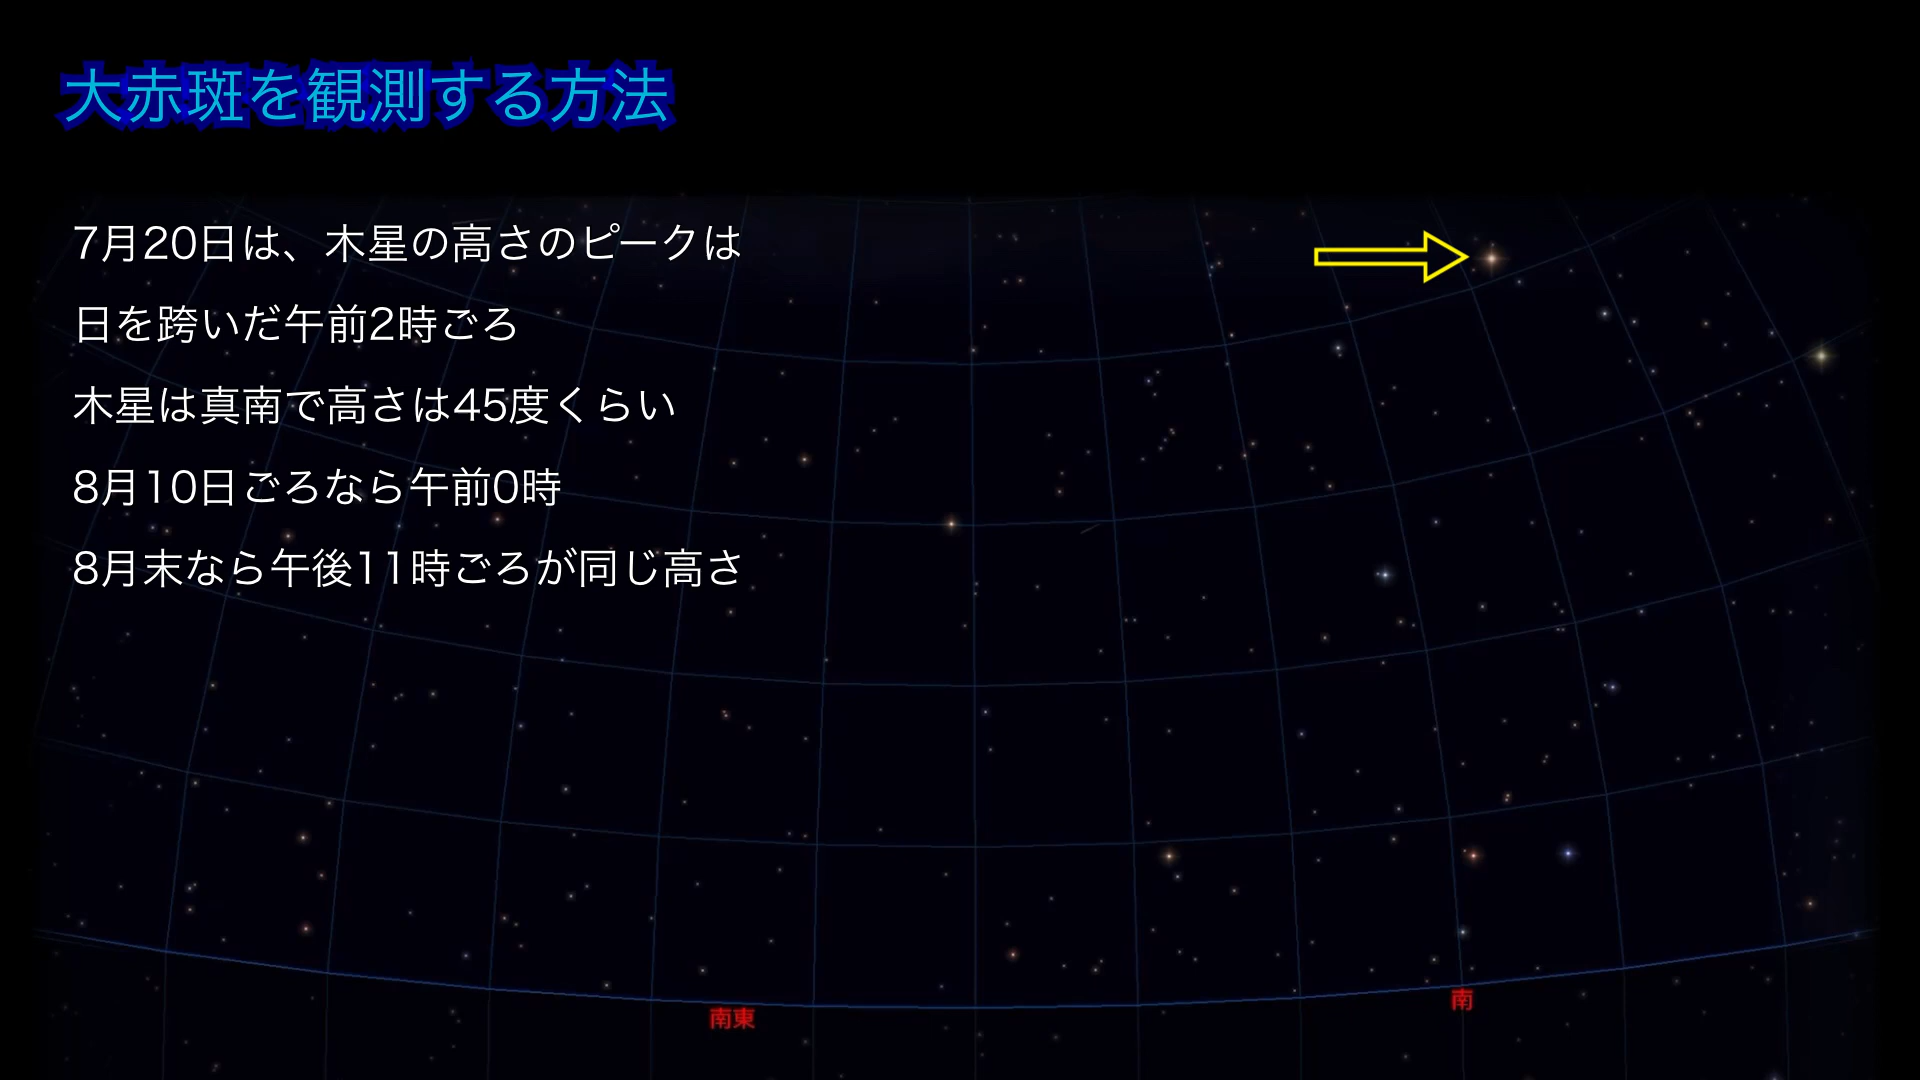 大赤斑を観測する方法
7月20日は、木星の高さのピークは
日を跨いだ午前2時ごろ
木星は真南で高さは45度くらい
8月10日ごろなら午前0時
8月末なら午後11時ごろが同じ高さ
南東
南